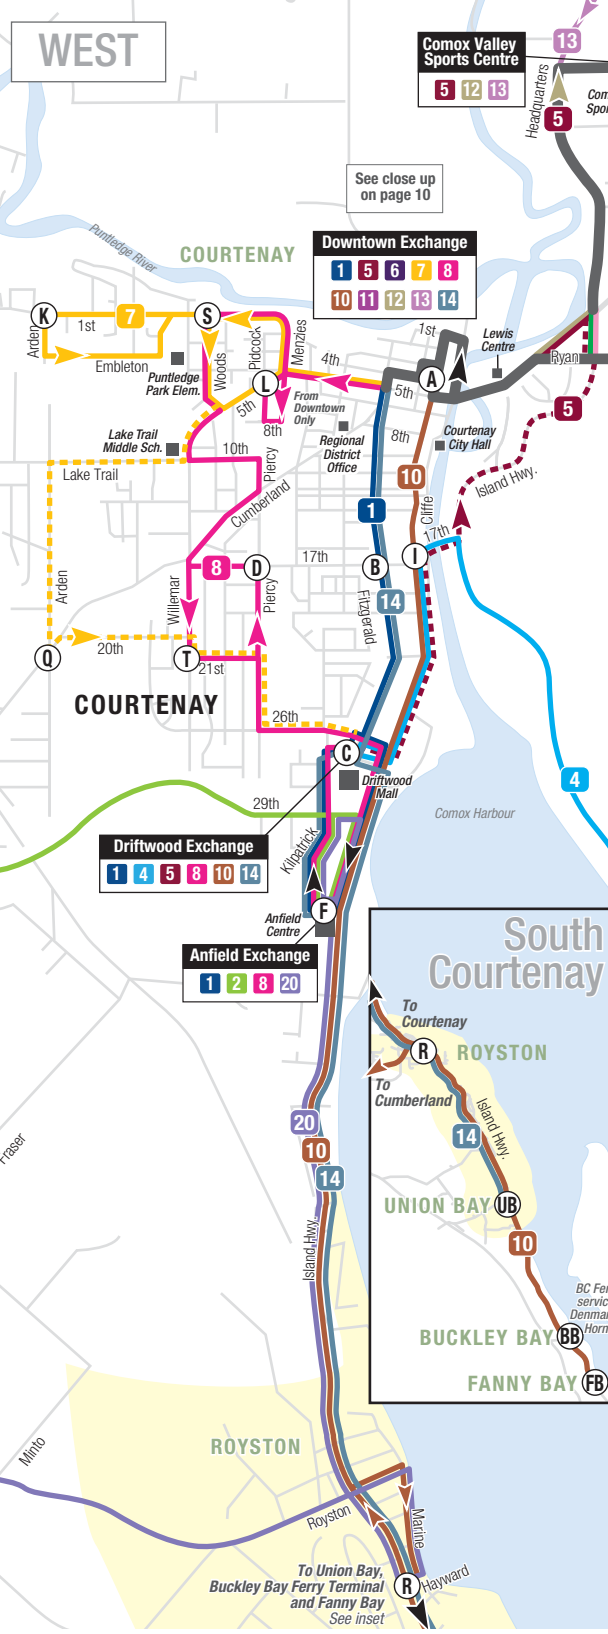 WEST
13
Comox Valley
Sports Centre
5 12 13
Headquarters
5
See close up
on page 10
Puntledge River
COURTENAY
Downtown Exchange
1 5 6 7 8
10 11 12 13 14
K
1st
7
S
Arden
Embleton
Puntledge
Park Elem.
Woods
Pidcock
Menzies
4th
L
5th
8th
From
Downtown
Only
1st
A
5th
Lewis
Centre
Ryan
5
Lake Trail
Middle Sch.
Regional
District
Office
8th
Courtenay
City Hall
10th
Lake Trail
Piercy
Cumberland
10
Cliffe
Island Hwy.
1
17th
I
8
D
17th
B
14
Fitzgerald
Arden
Willemar
Piercy
Q
20th
T
21st
COURTENAY
26th
C
Driftwood
Mall
4
Comox Harbour
29th
Kilpatrick
Driftwood Exchange
1 4 5 8 10 14
F
Anfield
Centre
Anfield Exchange
1 2 8 20
South
Courtenay
To
Courtenay
R
ROYSTON
To
Cumberland
Island Hwy.
14
UNION BAY
UB
10
BUCKLEY BAY
BB
FANNY BAY
FB
Fraser
20
10
14
Island Hwy.
ROYSTON
Minto
Royston
Marine
R
Hayward
To Union Bay,
Buckley Bay Ferry Terminal
and Fanny Bay
See inset